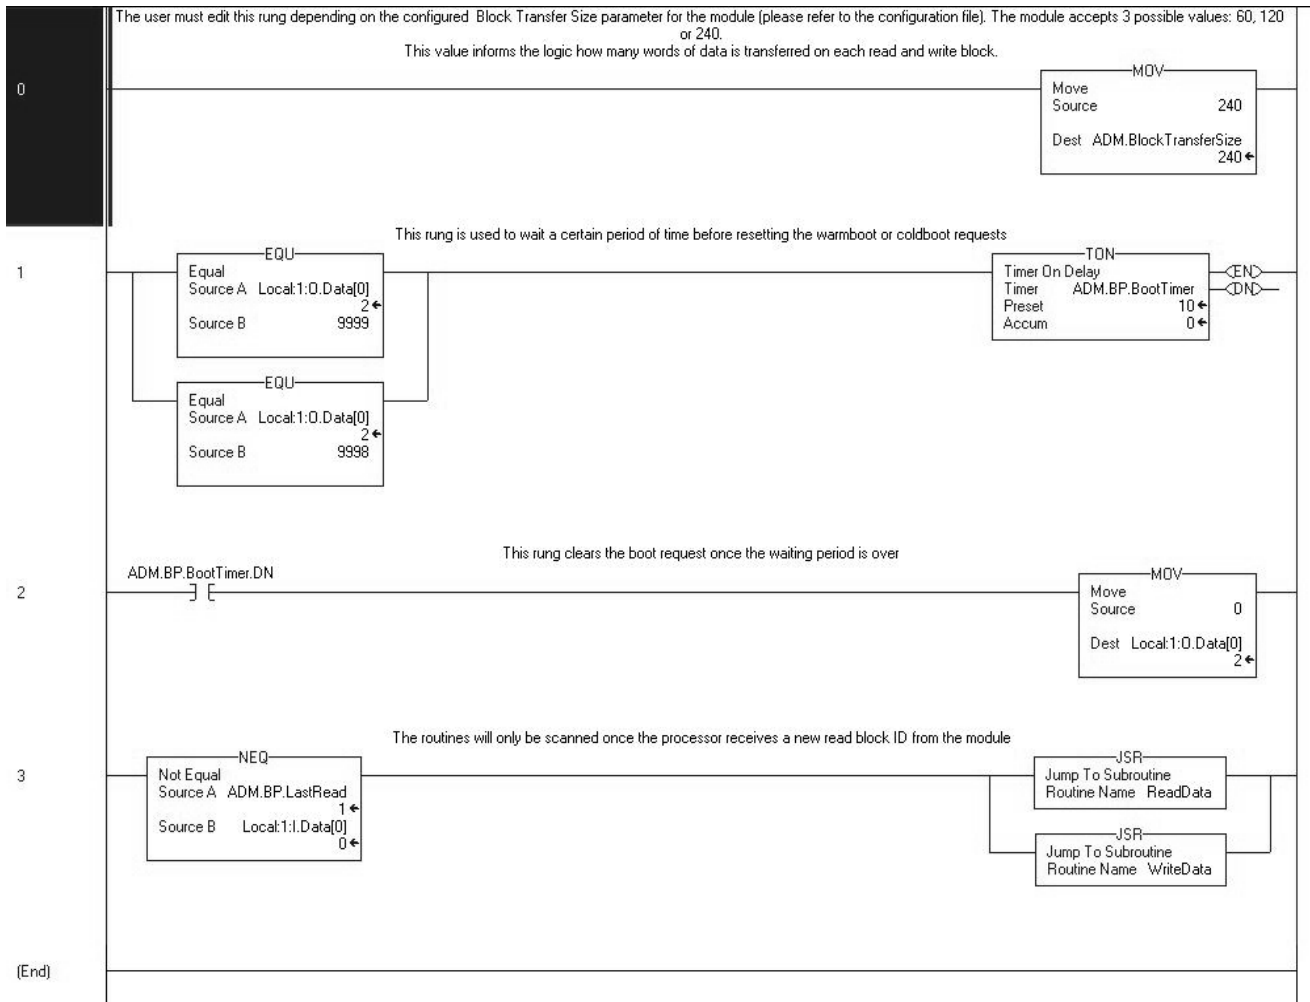 The user must edit this rung depending on the configured Block Transfer Size parameter for the module (please refer to the configuration file). The module accepts 3 possible values: 60, 120
or 240.
This value informs the logic how many words of data is transferred on each read and write block.
0
MOV
Move
Source 240
Dest ADM.BlockTransferSize
240
This rung is used to wait a certain period of time before resetting the warmboot or coldboot requests
1
EQU
Equal
Source A Local:1:O.Data[0]
2
Source B 9999
TON
Timer On Delay
Timer ADM.BP.BootTimer
Preset 10
Accum 0
EN
DN
EQU
Equal
Source A Local:1:O.Data[0]
2
Source B 9998
This rung clears the boot request once the waiting period is over
2
ADM.BP.BootTimer.DN
MOV
Move
Source 0
Dest Local:1:O.Data[0]
2
The routines will only be scanned once the processor receives a new read block ID from the module
3
NEQ
Not Equal
Source A ADM.BP.LastRead
1
Source B Local:1:I.Data[0]
0
JSR
Jump To Subroutine
Routine Name ReadData
JSR
Jump To Subroutine
Routine Name WriteData
(End)